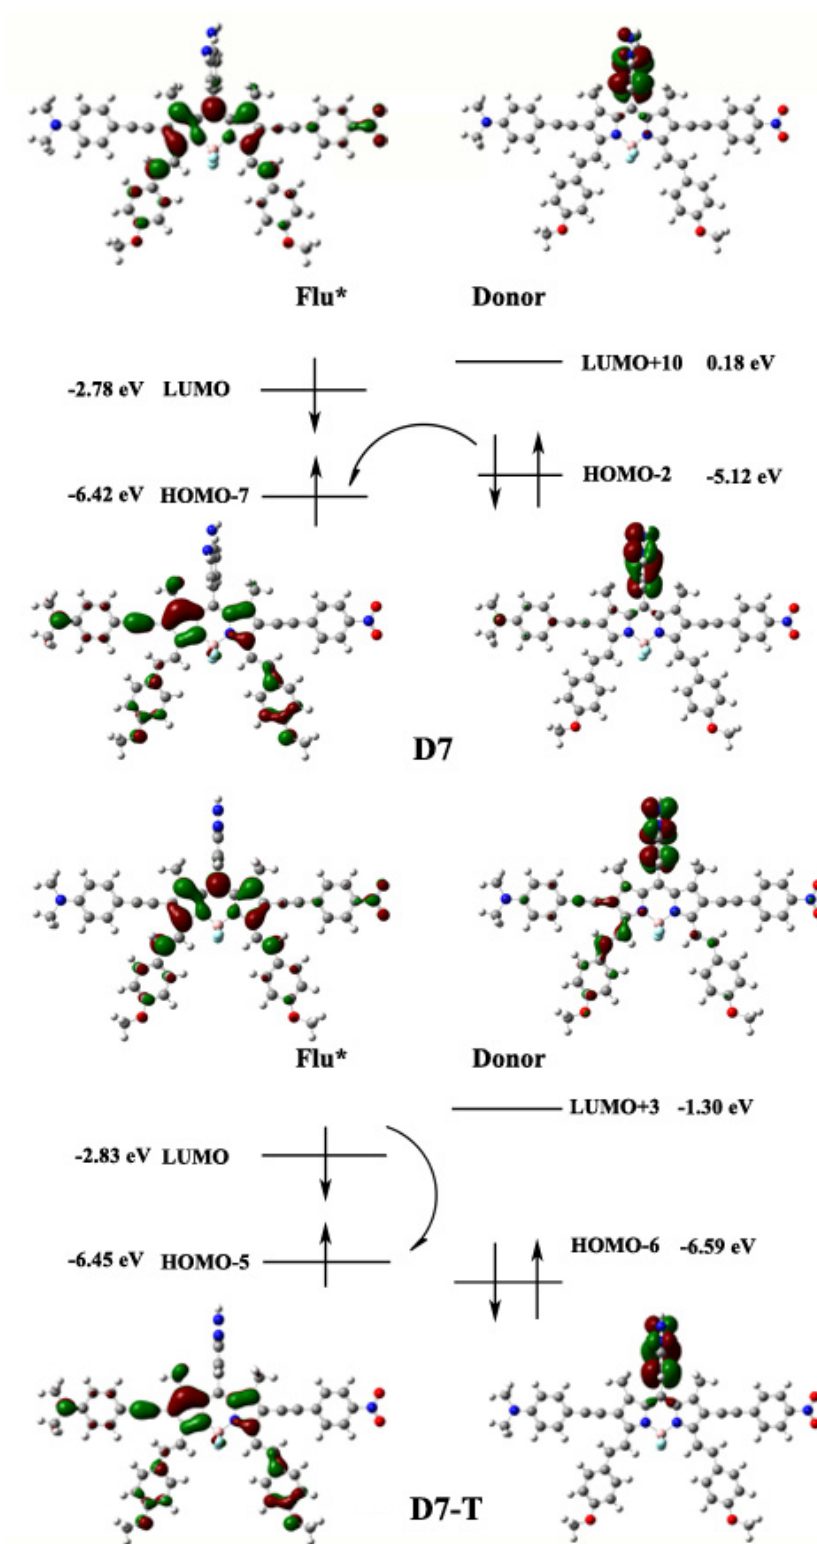 Flu* Donor
LUMO+10 0.18 eV
-2.78 eV LUMO
HOMO-2 -5.12 eV
-6.42 eV HOMO-7
D7
Flu* Donor
LUMO+3 -1.30 eV
-2.83 eV LUMO
HOMO-6 -6.59 eV
-6.45 eV HOMO-5
D7-T